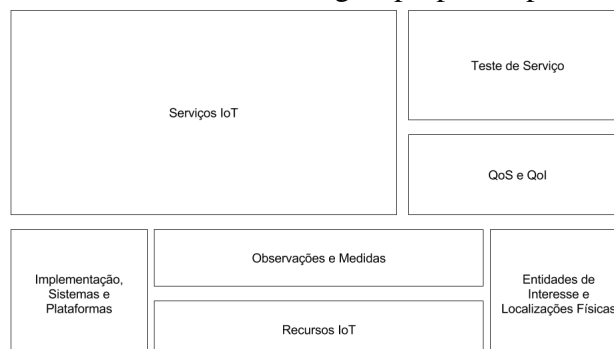 Teste de Serviço
Serviços IoT
QoS e QoI
Observações e Medidas
Implementação,
Sistemas e
Plataformas
Entidades de
Interesse e
Localizações Físicas
Recursos IoT